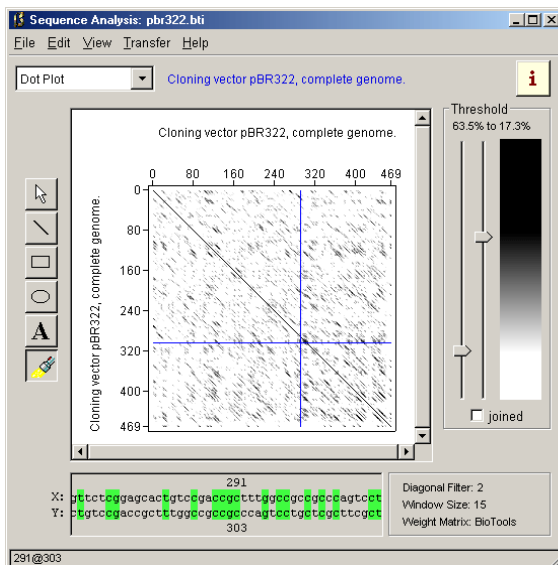 Sequence Analysis: pbr322.bti
File Edit View Transfer Help
Dot Plot
Cloning vector pBR322, complete genome.
i
Threshold
63.5% to 17.3%
Cloning vector pBR322, complete genome.
0 80 160 240 320 400 469
Cloning vector pBR322, complete genome.
0
80
160
240
320
400
469
A
joined
291
X: gttctcggagcactgtccgaccgctttggccgccgcccagtcct
Y: ctgtccgaccgctttggccgccgcccagtcctgctcgcttcgct
303
Diagonal Filter: 2
Window Size: 15
Weight Matrix: BioTools
291@303